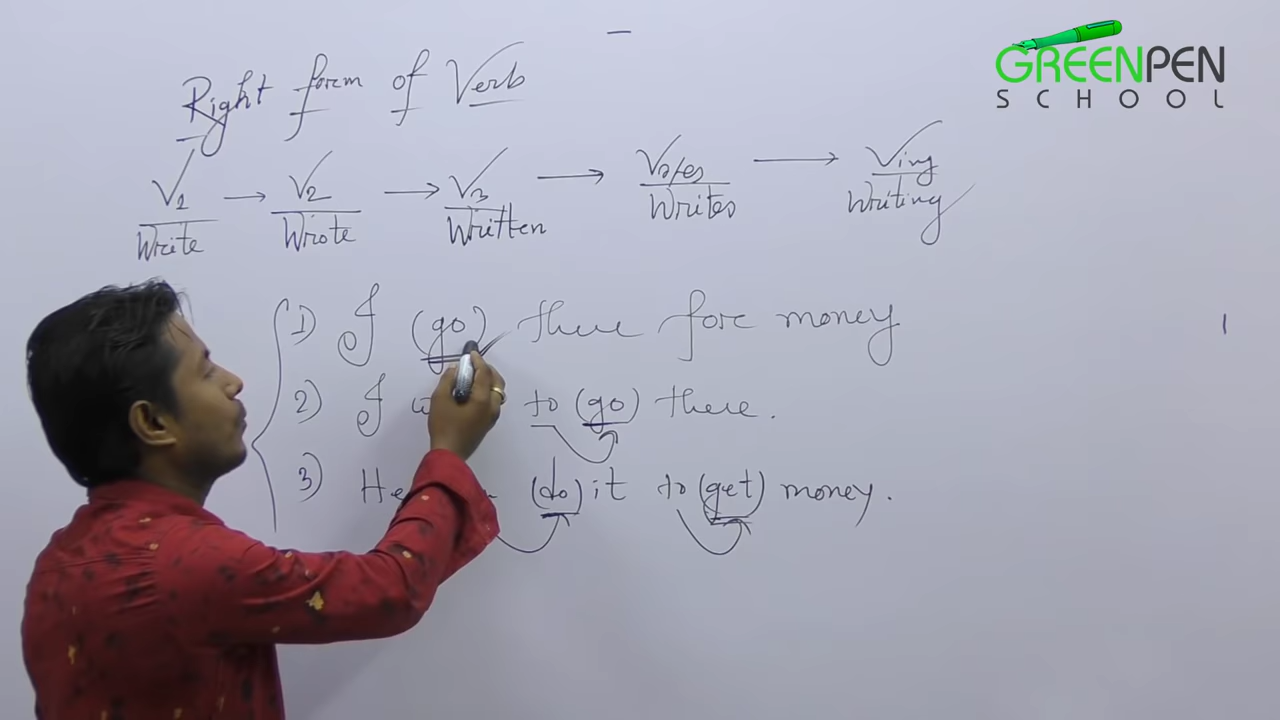 GREENPEN
SCHOOL
Right form of Verb
V1 → V2 → V3 → Vs/es → Ving
Write Wrote Written Writes Writing
1) I (go) there for money
2) I to (go) there.
3) He (do) it to (get) money.